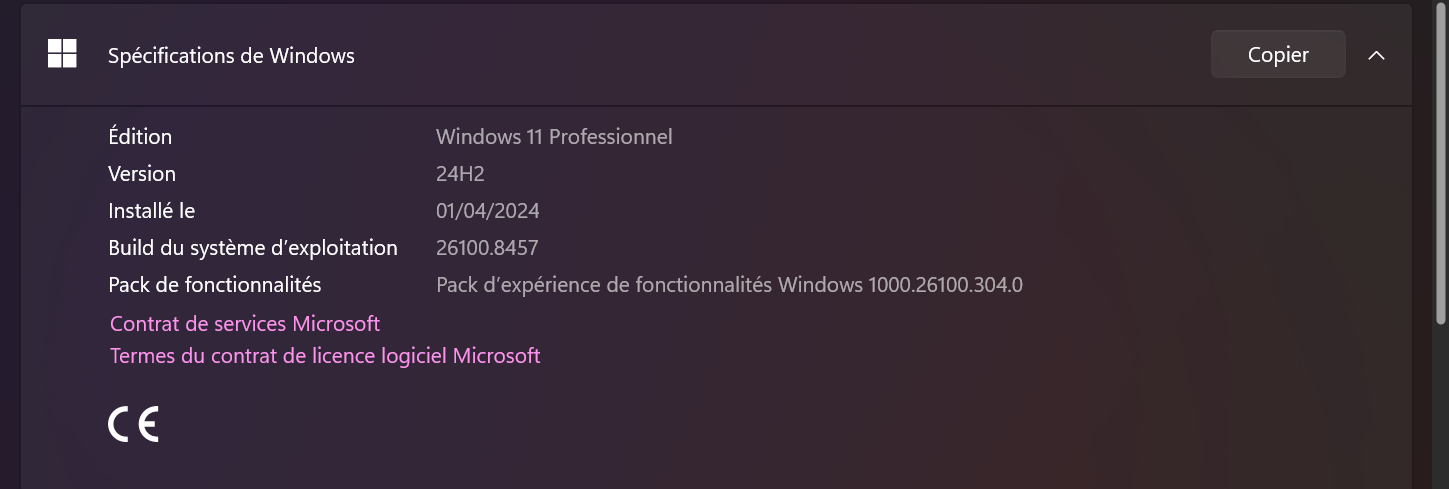 Spécifications de Windows
Copier
Édition Windows 11 Professionnel
Version 24H2
Installé le 01/04/2024
Build du système d’exploitation 26100.8457
Pack de fonctionnalités Pack d’expérience de fonctionnalités Windows 1000.26100.304.0
Contrat de services Microsoft
Termes du contrat de licence logiciel Microsoft
CE